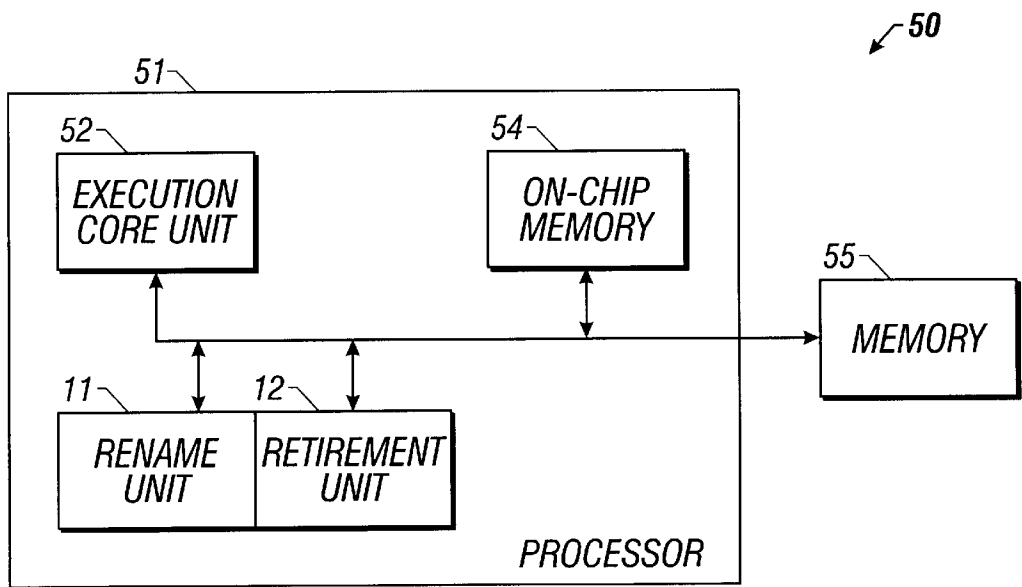 50
51
52
EXECUTION
CORE UNIT
54
ON-CHIP
MEMORY
55
MEMORY
11
RENAME
UNIT
12
RETIREMENT
UNIT
PROCESSOR